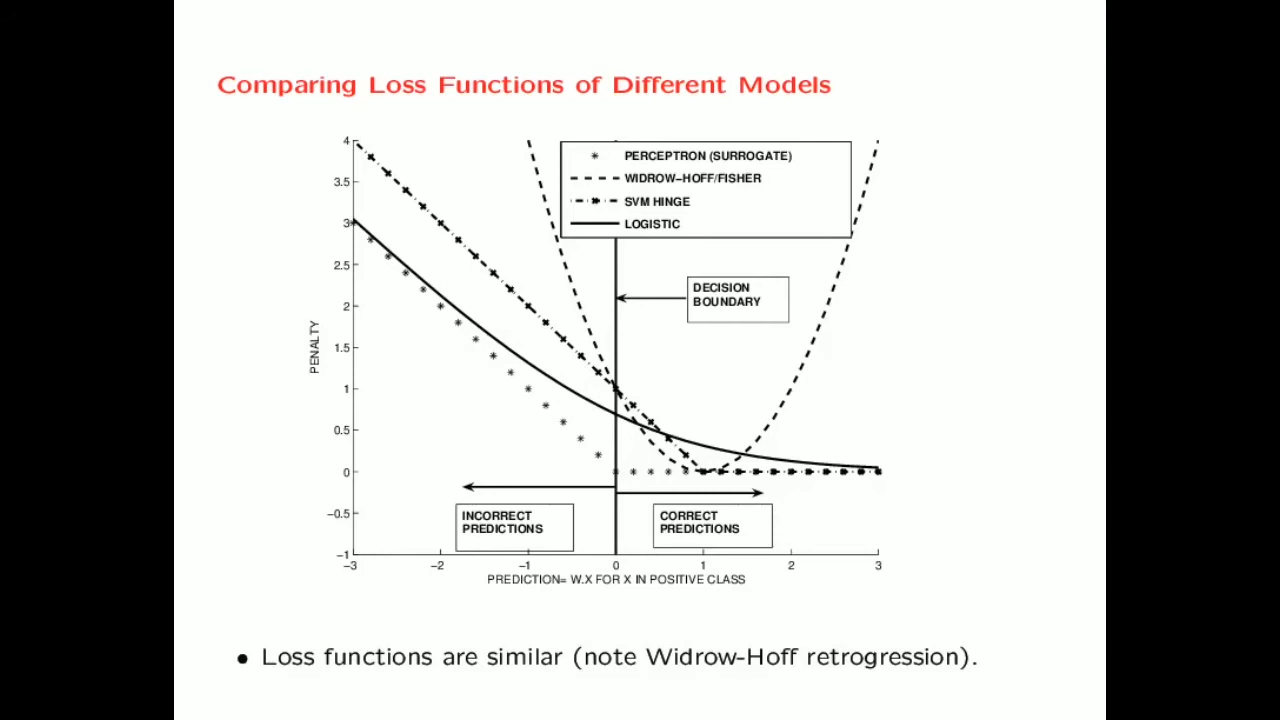 Comparing Loss Functions of Different Models
4
3.5
3
2.5
2
1.5
1
0.5
0
−0.5
−1
PENALTY
PERCEPTRON (SURROGATE)
WIDROW−HOFF/FISHER
SVM HINGE
LOGISTIC
DECISION
BOUNDARY
INCORRECT
PREDICTIONS
CORRECT
PREDICTIONS
−3 −2 −1 0 1 2 3
PREDICTION= W.X FOR X IN POSITIVE CLASS
• Loss functions are similar (note Widrow-Hoff retrogression).